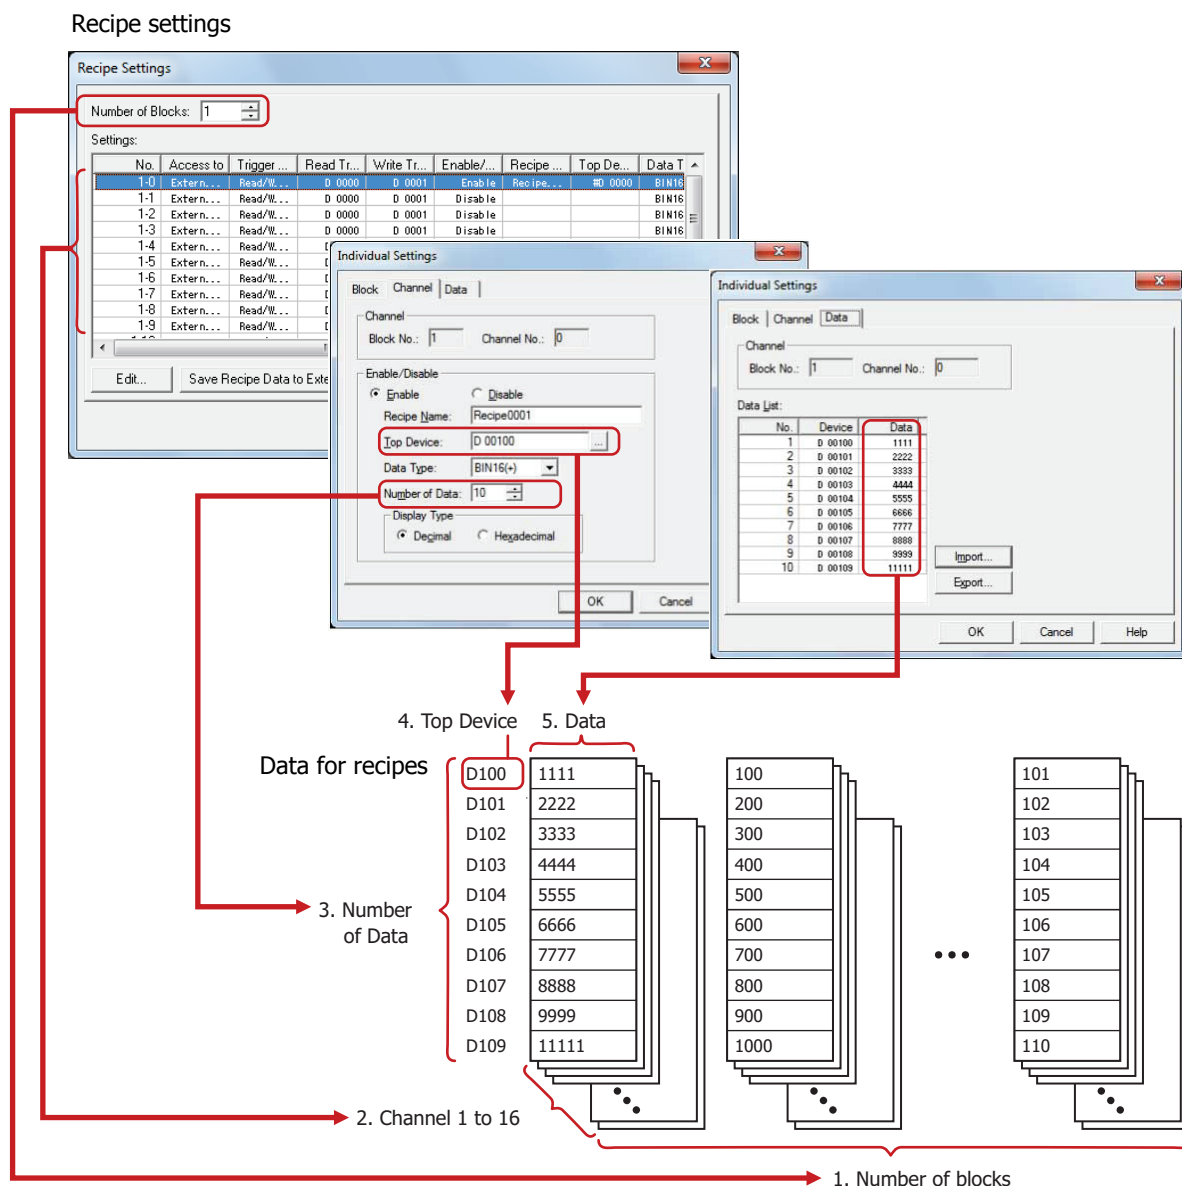 Recipe settings
Recipe Settings
Number of Blocks: 1
Settings:
No. Access to Trigger ... Read Tr... Write Tr... Enable/... Recipe ... Top De... Data T
1-0 Extern... Read/W... D 0000 D 0001 Enable Recipe... #D 0000 BIN16
1-1 Extern... Read/W... D 0000 D 0001 Disable BIN16
1-2 Extern... Read/W... D 0000 D 0001 Disable BIN16
1-3 Extern... Read/W... D 0000 D 0001 Disable BIN16
1-4 Extern... Read/W...
1-5 Extern... Read/W...
1-6 Extern... Read/W...
1-7 Extern... Read/W...
1-8 Extern... Read/W...
1-9 Extern... Read/W...
Edit... Save Recipe Data to Exte
Individual Settings
Block Channel Data
Channel
Block No.: 1 Channel No.: 0
Enable/Disable
Enable Disable
Recipe Name: Recipe0001
Top Device: D 00100 ...
Data Type: BIN16(+)
Number of Data: 10
Display Type
Decimal Hexadecimal
OK Cancel
Individual Settings
Block Channel Data
Channel
Block No.: 1 Channel No.: 0
Data List:
No. Device Data
1 D 00100 1111
2 D 00101 2222
3 D 00102 3333
4 D 00103 4444
5 D 00104 5555
6 D 00105 6666
7 D 00106 7777
8 D 00107 8888
9 D 00108 9999
10 D 00109 11111
Import...
Export...
OK Cancel Help
4. Top Device 5. Data
Data for recipes
D100 1111 100 101
D101 2222 200 102
D102 3333 300 103
D103 4444 400 104
D104 5555 500 105
D105 6666 600 106
D106 7777 700 ••• 107
D107 8888 800 108
D108 9999 900 109
D109 11111 1000 110
3. Number
of Data
2. Channel 1 to 16
1. Number of blocks